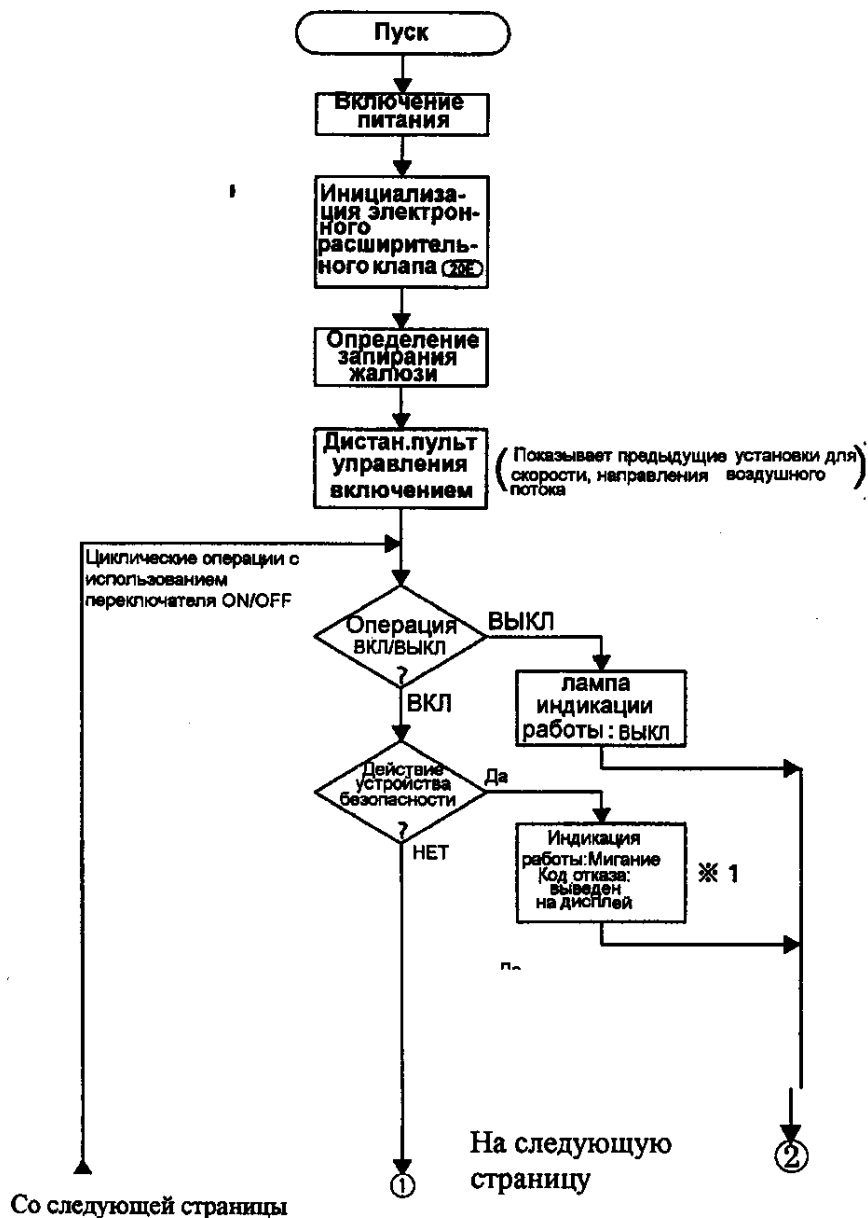 Пуск
Включение
питания
Инициализа-
ция электрон-
ного
расширитель-
ного клапа 20E
Определение
запирания
жалюзи
Дистан.пульт
управления
включением
(Показывает предыдущие установки для
скорости, направления воздушного
потока)
Циклические операции с
использованием
переключателя ON/OFF
Операция
ВКЛ/ВЫКЛ
?
ВЫКЛ
ВКЛ
лампа
индикации
работы : ВЫКЛ
Действие
устройства
безопасности
?
Да
НЕТ
Индикация
работы:Мигание
Код отказа:
выведен
на дисплей
※ 1
На следующую
страницу
①
②
Со следующей страницы